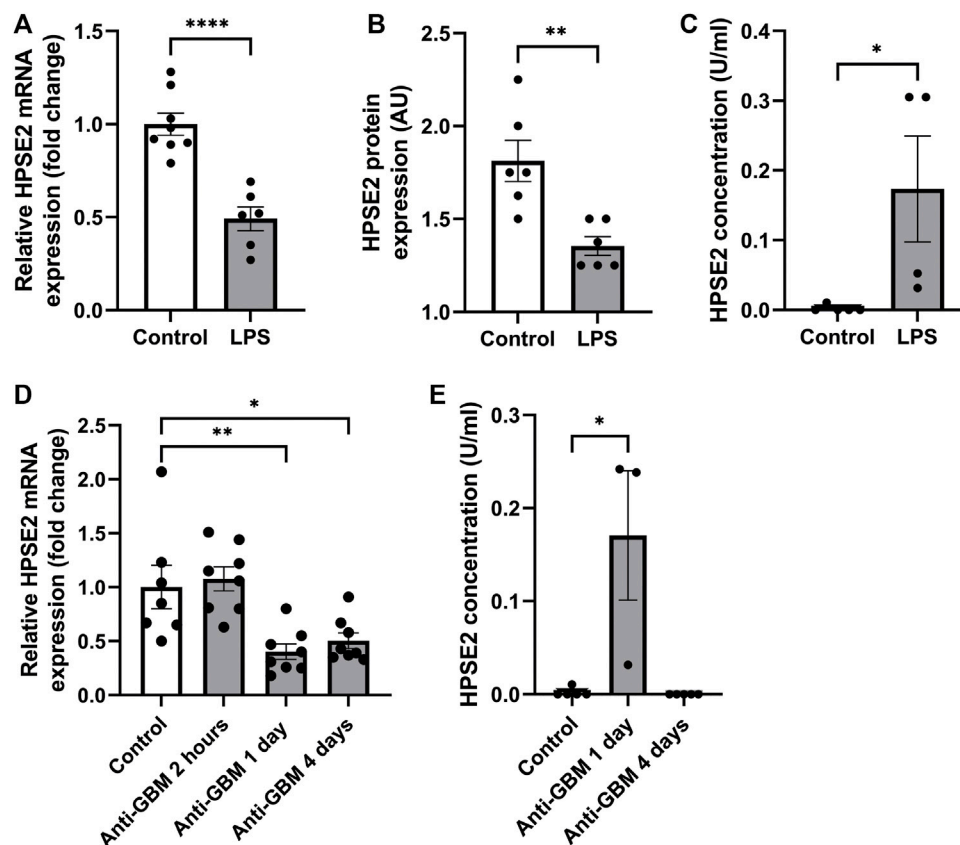 A
Relative HPSE2 mRNA
expression (fold change)
1.5
1.0
0.5
0.0
****
Control
LPS
B
HPSE2 protein
expression (AU)
2.5
2.0
1.5
1.0
**
Control
LPS
C
HPSE2 concentration (U/ml)
0.4
0.3
0.2
0.1
0.0
*
Control
LPS
D
Relative HPSE2 mRNA
expression (fold change)
2.5
2.0
1.5
1.0
0.5
0.0
*
**
Control
Anti-GBM 2 hours
Anti-GBM 1 day
Anti-GBM 4 days
E
HPSE2 concentration (U/ml)
0.3
0.2
0.1
0.0
*
Control
Anti-GBM 1 day
Anti-GBM 4 days